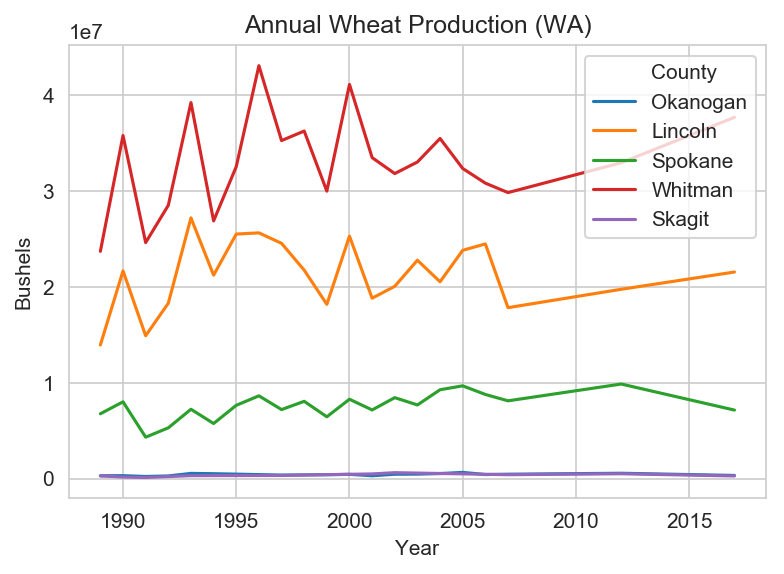 Annual Wheat Production (WA)
1e7
County
Okanogan
Lincoln
Spokane
Whitman
Skagit
4
3
2
1
0
Bushels
1990 1995 2000 2005 2010 2015
Year